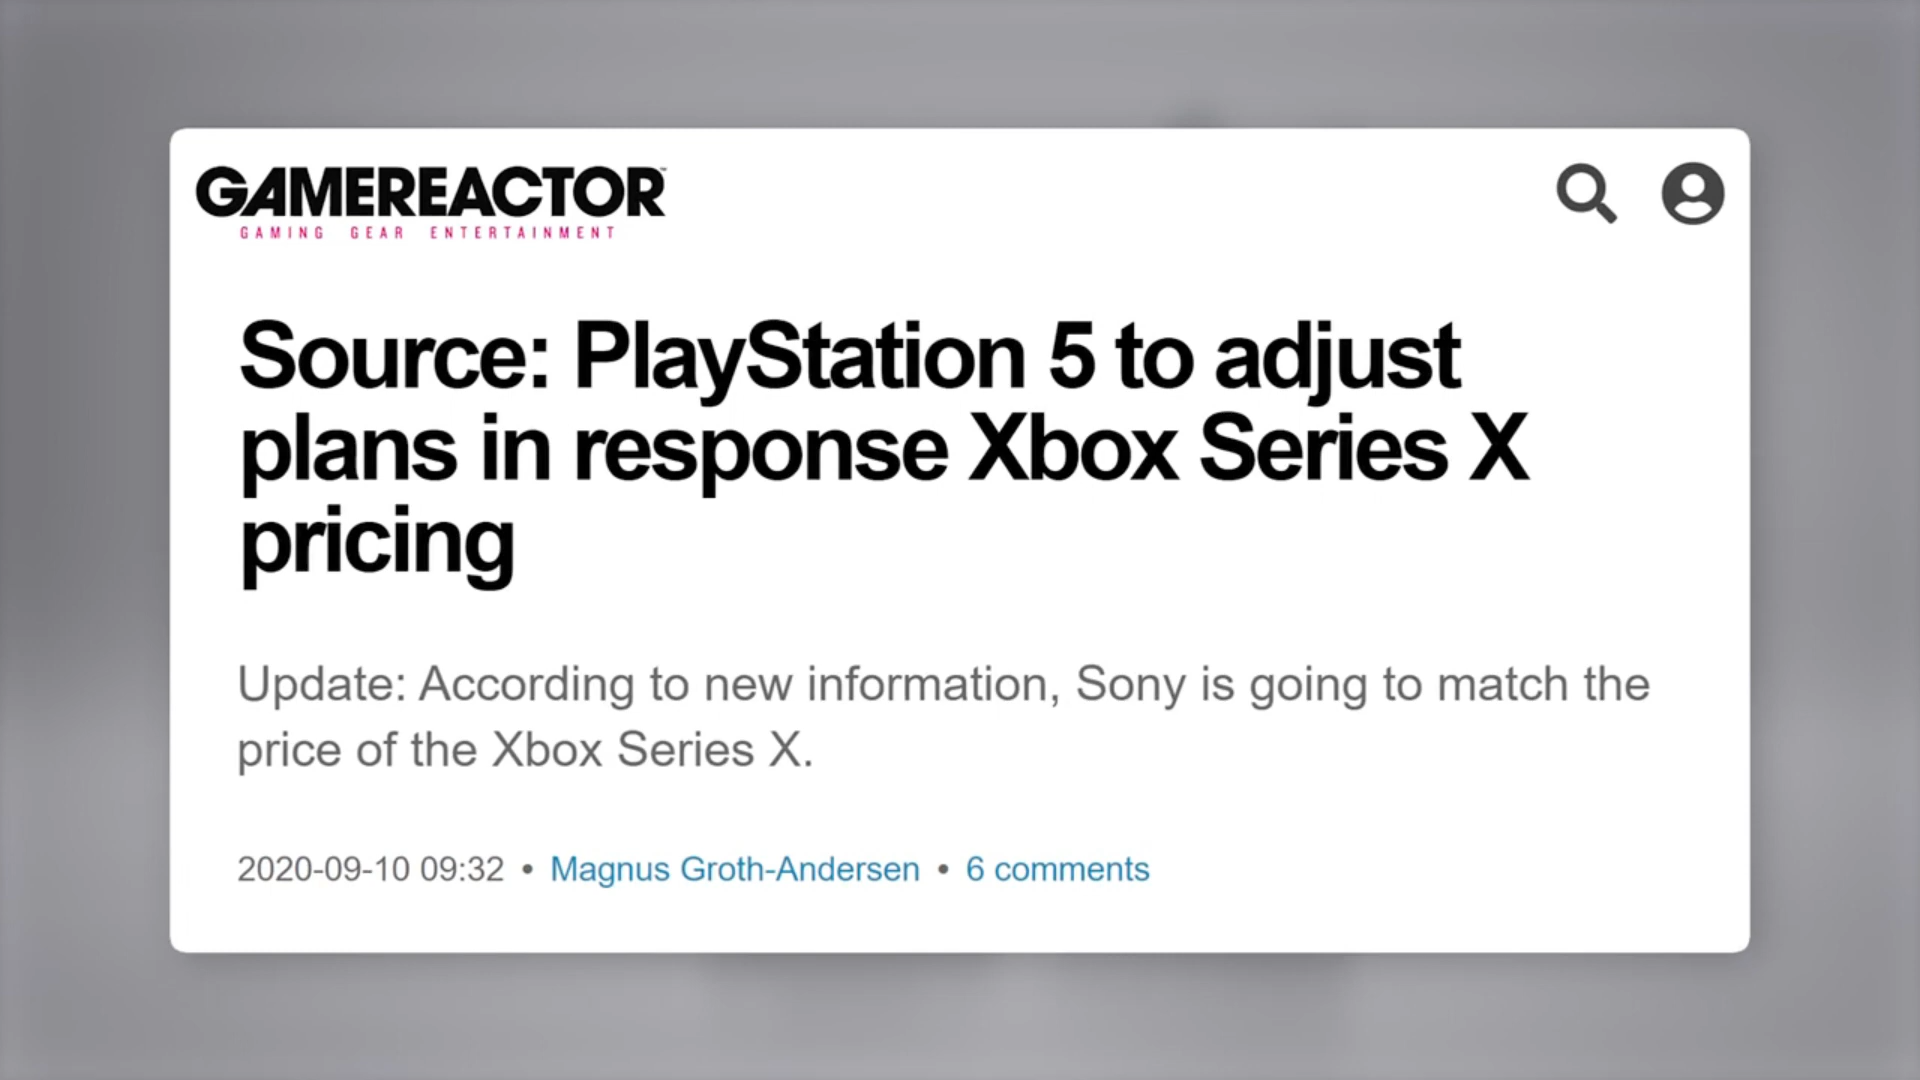 GAMEREACTOR
GAMING GEAR ENTERTAINMENT
Source: PlayStation 5 to adjust
plans in response Xbox Series X
pricing
Update: According to new information, Sony is going to match the
price of the Xbox Series X.
2020-09-10 09:32 • Magnus Groth-Andersen • 6 comments